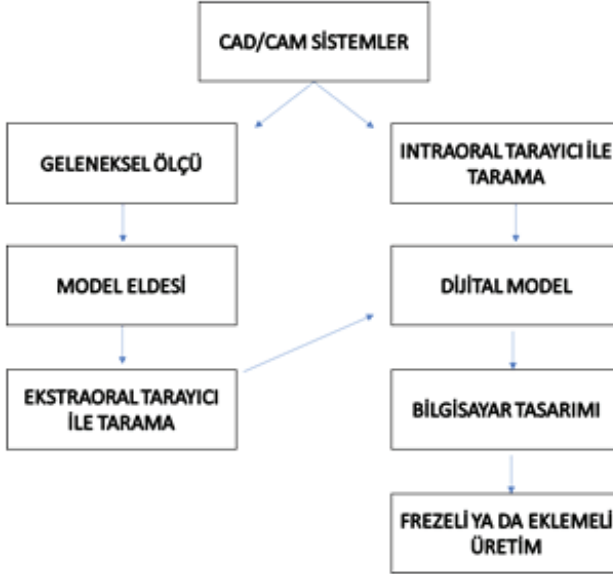 CAD/CAM SİSTEMLER
GELENEKSEL ÖLÇÜ
INTRAORAL TARAYICI İLE
TARAMA
MODEL ELDESİ
DİJİTAL MODEL
EKSTRAORAL TARAYICI
İLE TARAMA
BİLGİSAYAR TASARIMI
FREZELİ YA DA EKLEMELİ
ÜRETİM